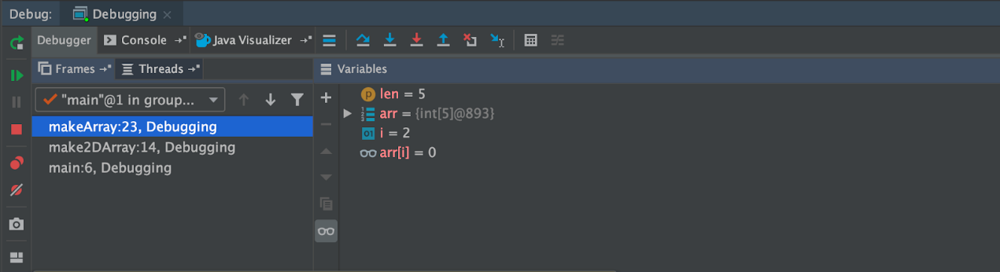 Debug: Debugging
Debugger Console Java Visualizer
Frames Threads Variables
"main"@1 in group...
makeArray:23, Debugging
make2DArray:14, Debugging
main:6, Debugging
len = 5
arr = {int[5]@893}
i = 2
arr[i] = 0